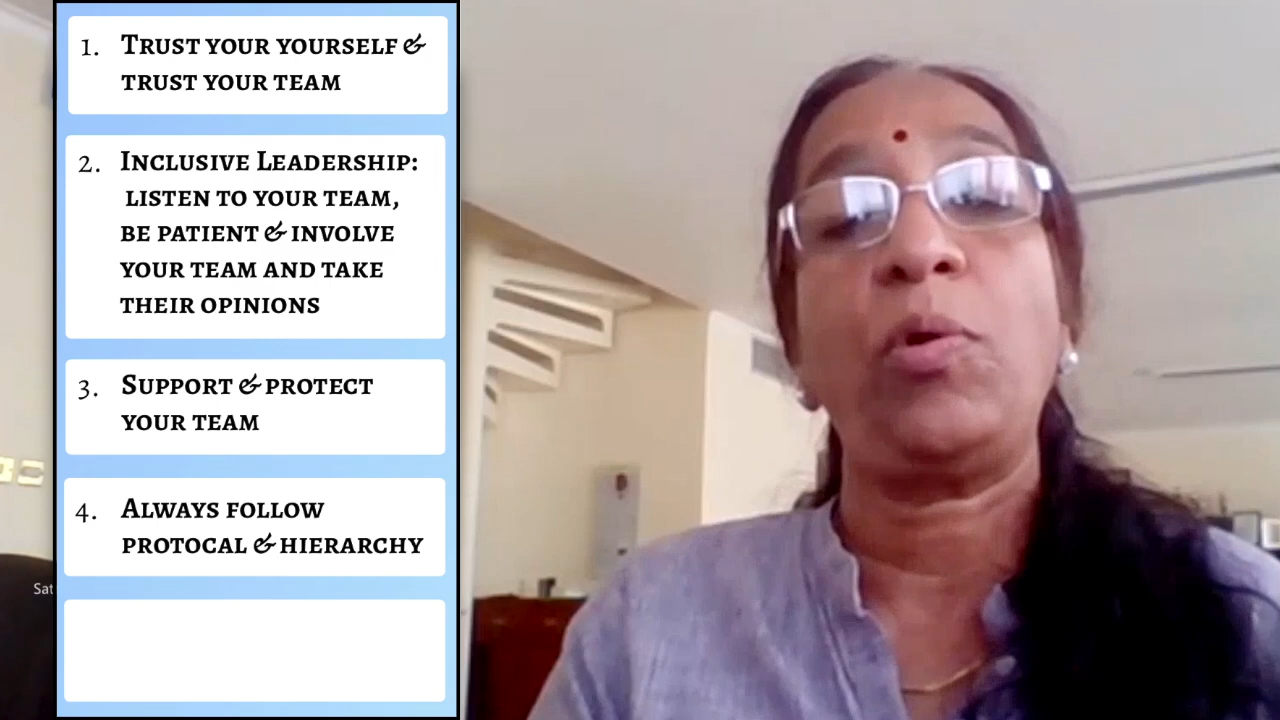 1. Trust your yourself &
trust your team
2. Inclusive Leadership:
listen to your team,
be patient & involve
your team and take
their opinions
3. Support & protect
your team
4. Always follow
protocal & hierarchy
Sat